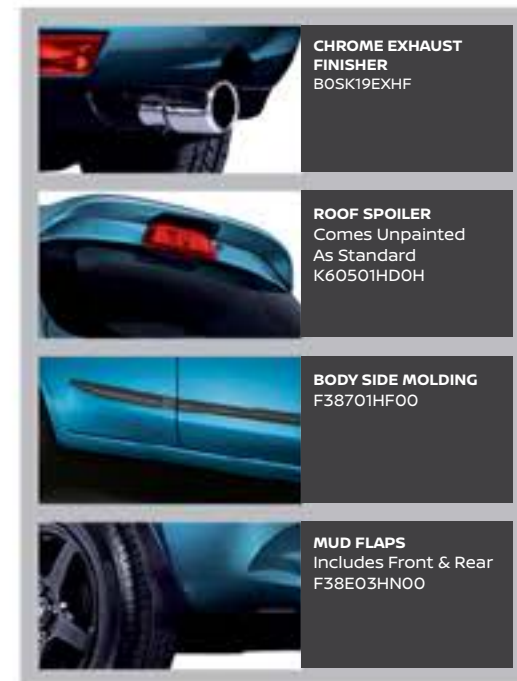 CHROME EXHAUST
FINISHER
B0SK19EXHF
ROOF SPOILER
Comes Unpainted
As Standard
K60501HD0H
BODY SIDE MOLDING
F38701HF00
MUD FLAPS
Includes Front & Rear
F38E03HN00